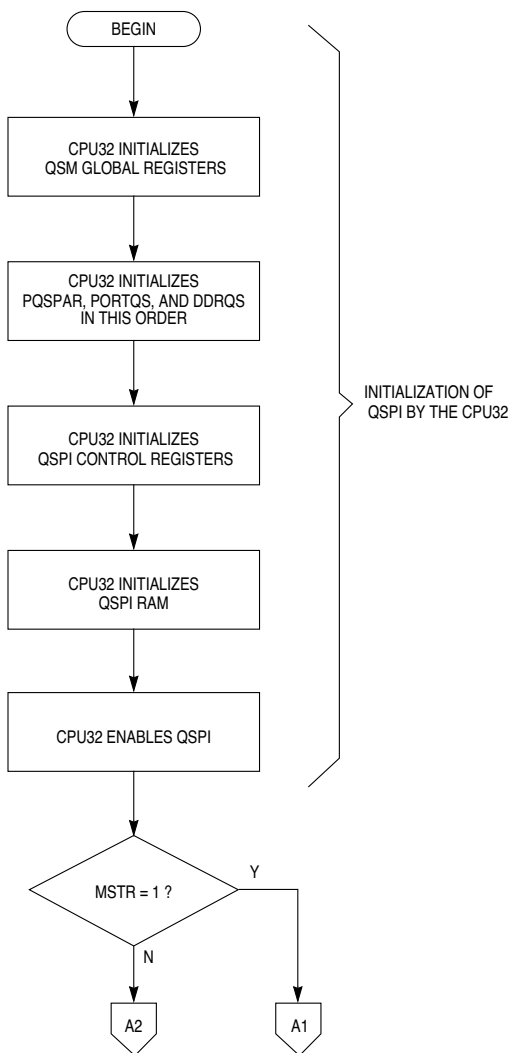 BEGIN
CPU32 INITIALIZES
QSM GLOBAL REGISTERS
CPU32 INITIALIZES
PQSPAR, PORTQS, AND DDRQS
IN THIS ORDER
INITIALIZATION OF
QSPI BY THE CPU32
CPU32 INITIALIZES
QSPI CONTROL REGISTERS
CPU32 INITIALIZES
QSPI RAM
CPU32 ENABLES QSPI
MSTR = 1 ?
Y
N
A2
A1